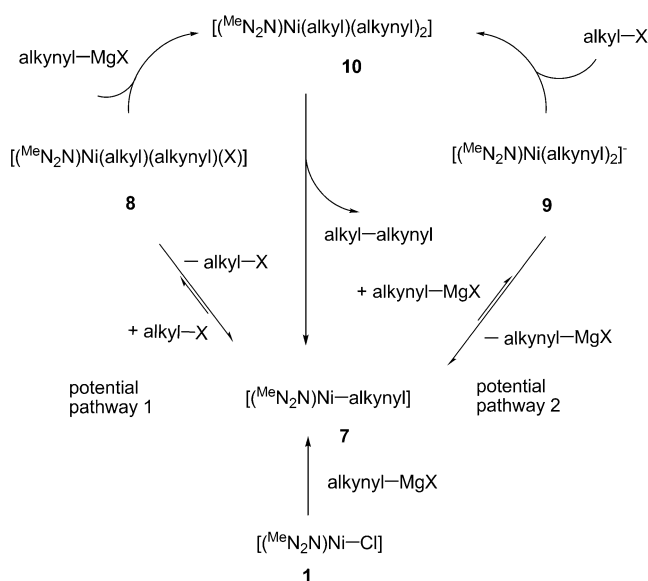 [(ᴹᵉN₂N)Ni(alkyl)(alkynyl)₂]
10
alkynyl–MgX
alkyl–X
[(ᴹᵉN₂N)Ni(alkyl)(alkynyl)(X)]
8
[(ᴹᵉN₂N)Ni(alkynyl)₂]⁻
9
alkyl–alkynyl
– alkyl–X
+ alkyl–X
+ alkynyl–MgX
– alkynyl–MgX
potential
pathway 1
potential
pathway 2
[(ᴹᵉN₂N)Ni–alkynyl]
7
alkynyl–MgX
[(ᴹᵉN₂N)Ni–Cl]
1